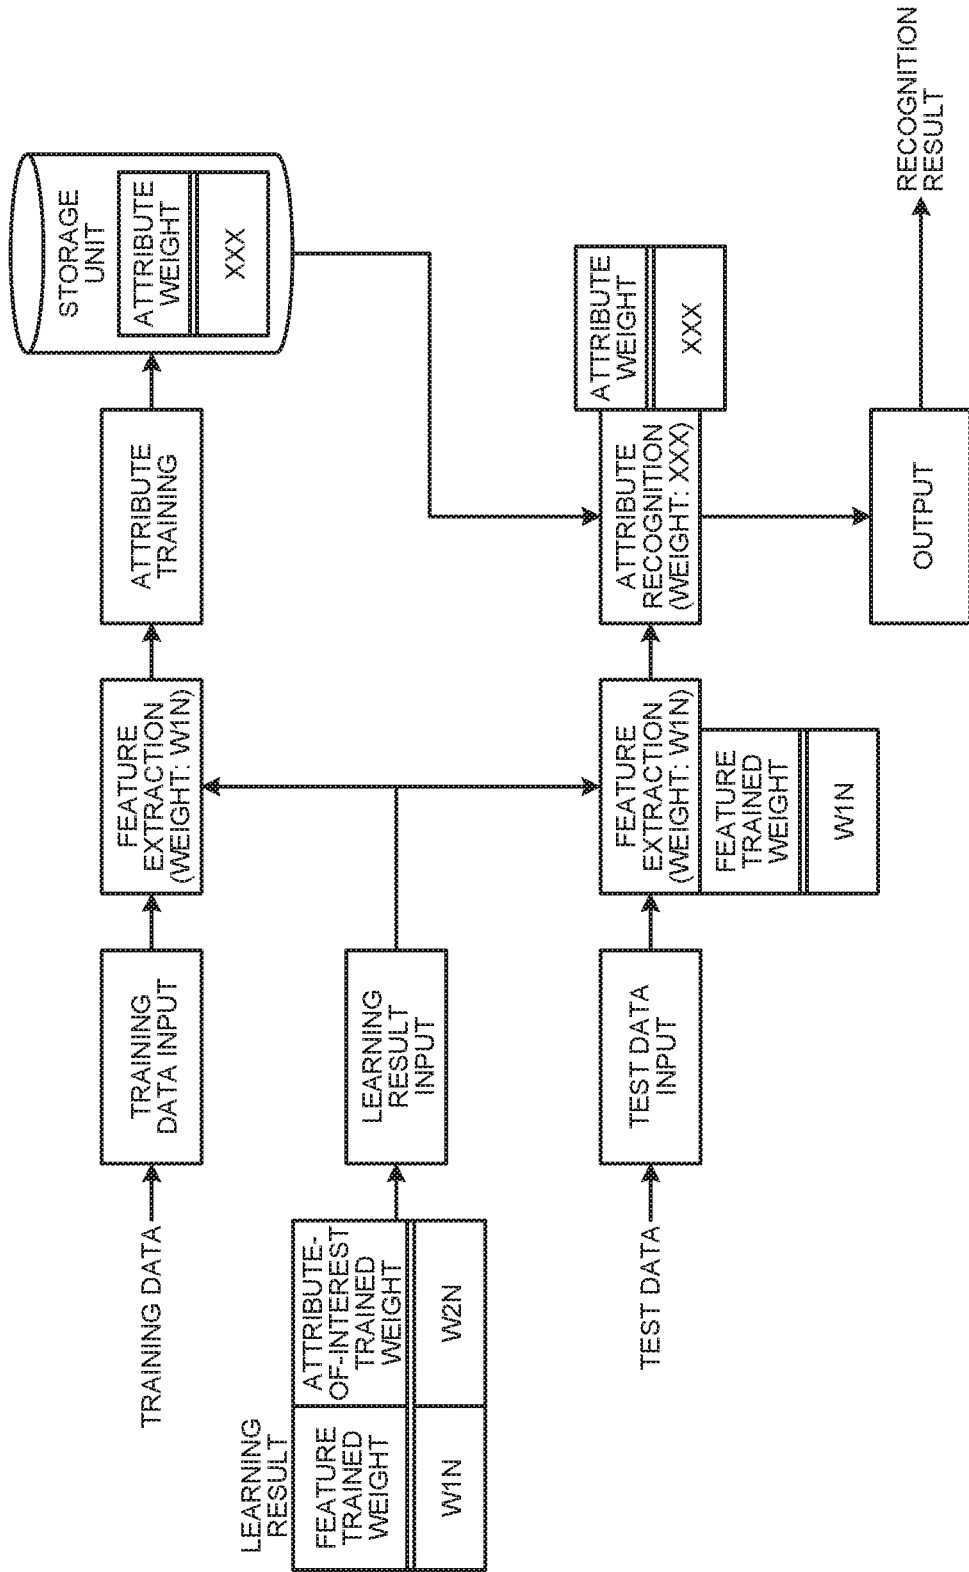 TRAINING DATA
TRAINING
DATA INPUT
FEATURE
EXTRACTION
(WEIGHT: W1N)
ATTRIBUTE
TRAINING
STORAGE
UNIT
ATTRIBUTE
WEIGHT
XXX
LEARNING
RESULT
FEATURE
TRAINED
WEIGHT
ATTRIBUTE-
OF-INTEREST
TRAINED
WEIGHT
W1N
W2N
LEARNING
RESULT
INPUT
TEST DATA
TEST DATA
INPUT
FEATURE
EXTRACTION
(WEIGHT: W1N)
FEATURE
TRAINED
WEIGHT
W1N
ATTRIBUTE
RECOGNITION
(WEIGHT: XXX)
ATTRIBUTE
WEIGHT
XXX
OUTPUT
RECOGNITION
RESULT